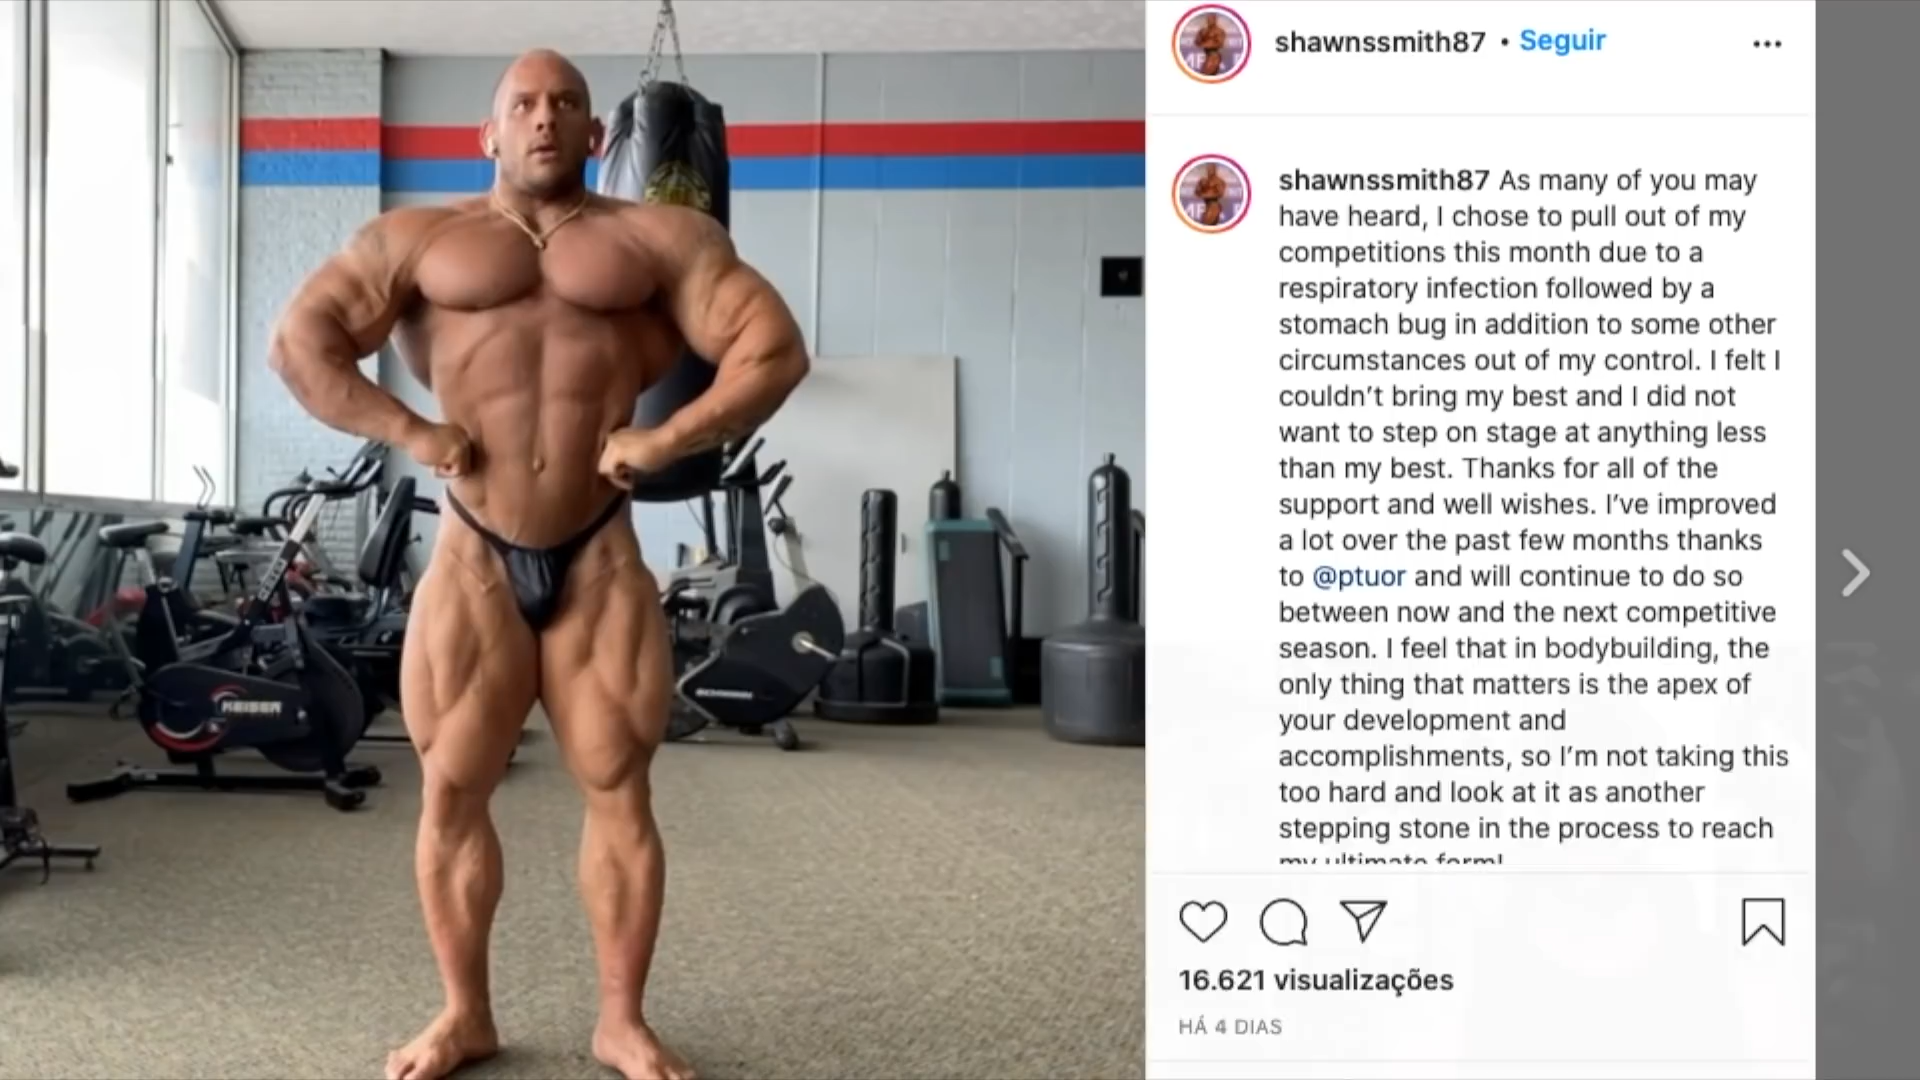 shawnssmith87 • Seguir
shawnssmith87 As many of you may
have heard, I chose to pull out of my
competitions this month due to a
respiratory infection followed by a
stomach bug in addition to some other
circumstances out of my control. I felt I
couldn’t bring my best and I did not
want to step on stage at anything less
than my best. Thanks for all of the
support and well wishes. I’ve improved
a lot over the past few months thanks
to @ptuor and will continue to do so
between now and the next competitive
season. I feel that in bodybuilding, the
only thing that matters is the apex of
your development and
accomplishments, so I’m not taking this
too hard and look at it as another
stepping stone in the process to reach
my ultimate form!
16.621 visualizações
HÁ 4 DIAS
KEISER
SCHWINN